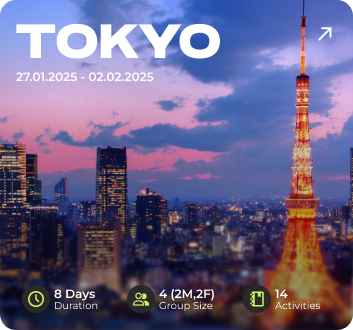 TOKYO
27.01.2025 - 02.02.2025
8 Days
Duration
4 (2M,2F)
Group Size
14
Activities